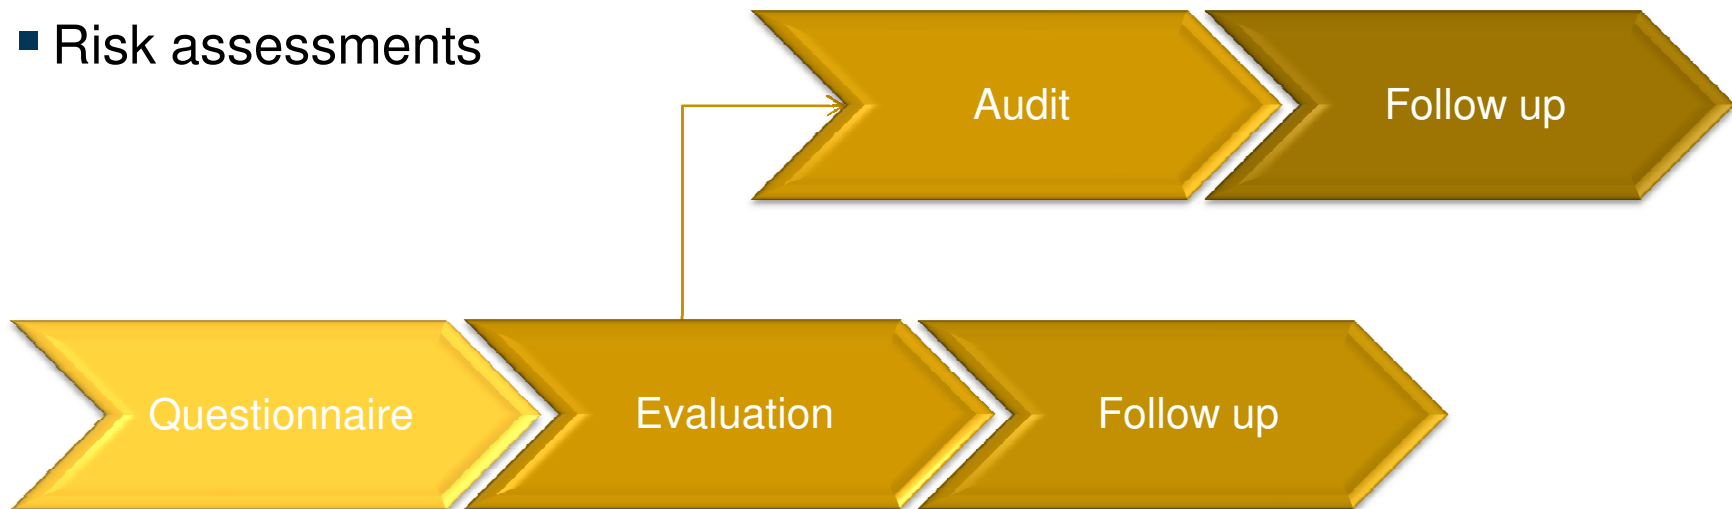 ▪ Risk assessments
Audit
Follow up
Questionnaire
Evaluation
Follow up